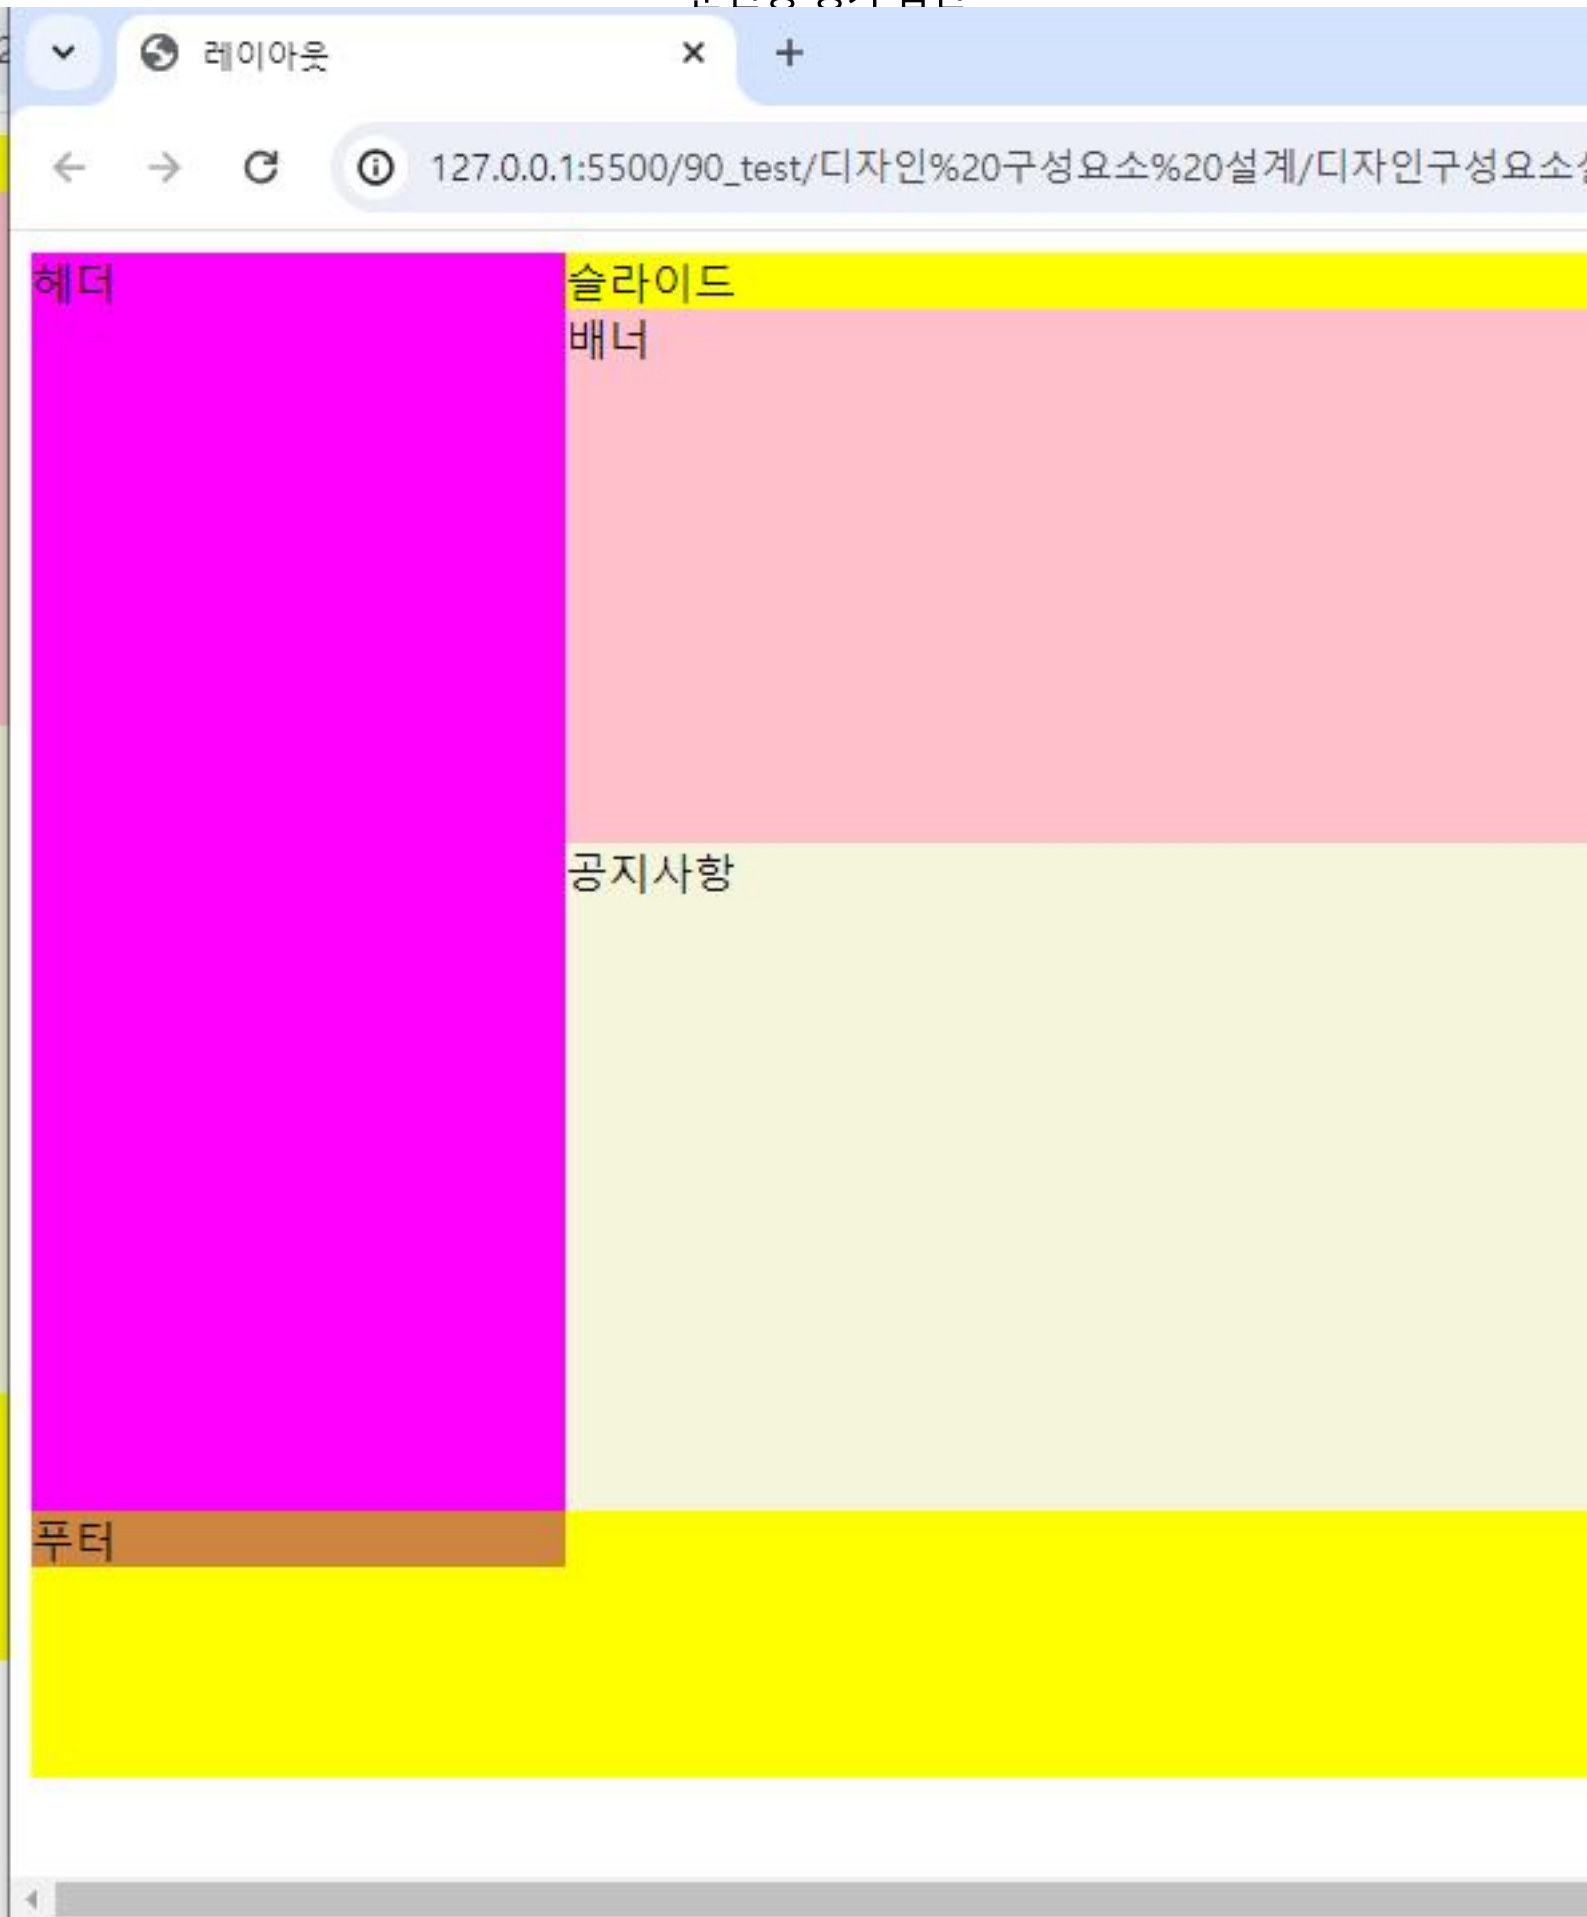 레이아웃
127.0.0.1:5500/90_test/디자인%20구성요소%20설계/디자인구성요소
헤더
슬라이드
배너
공지사항
푸터